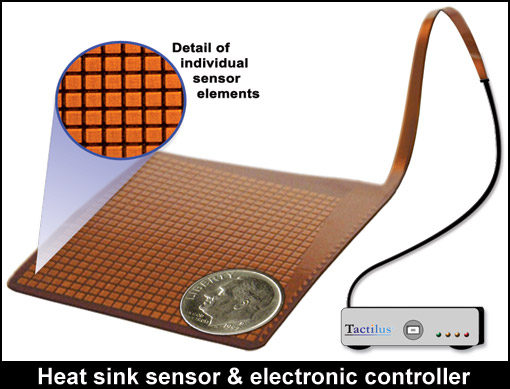 Detail of
individual
sensor
elements
LIBERTY
Tactilus
Heat sink sensor & electronic controller